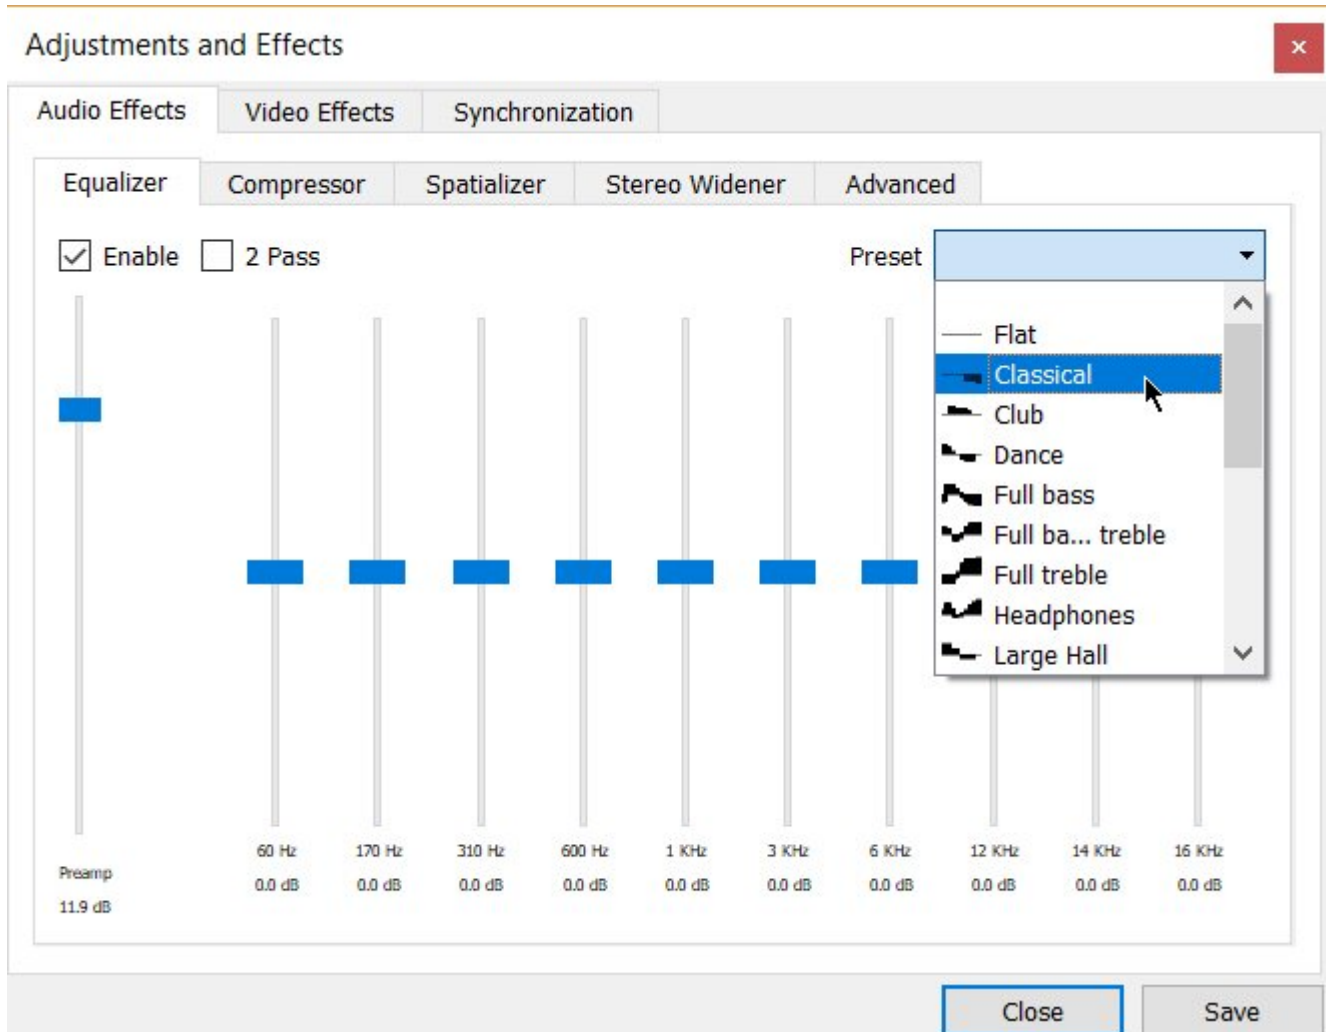 Adjustments and Effects
Audio Effects Video Effects Synchronization
Equalizer Compressor Spatializer Stereo Widener Advanced
Enable 2 Pass Preset
Flat
Classical
Club
Dance
Full bass
Full ba... treble
Full treble
Headphones
Large Hall
60 Hz 170 Hz 310 Hz 600 Hz 1 KHz 3 KHz 6 KHz 12 KHz 14 KHz 16 KHz
Preamp
0.0 dB 0.0 dB 0.0 dB 0.0 dB 0.0 dB 0.0 dB 0.0 dB 0.0 dB 0.0 dB 0.0 dB
11.9 dB
Close Save